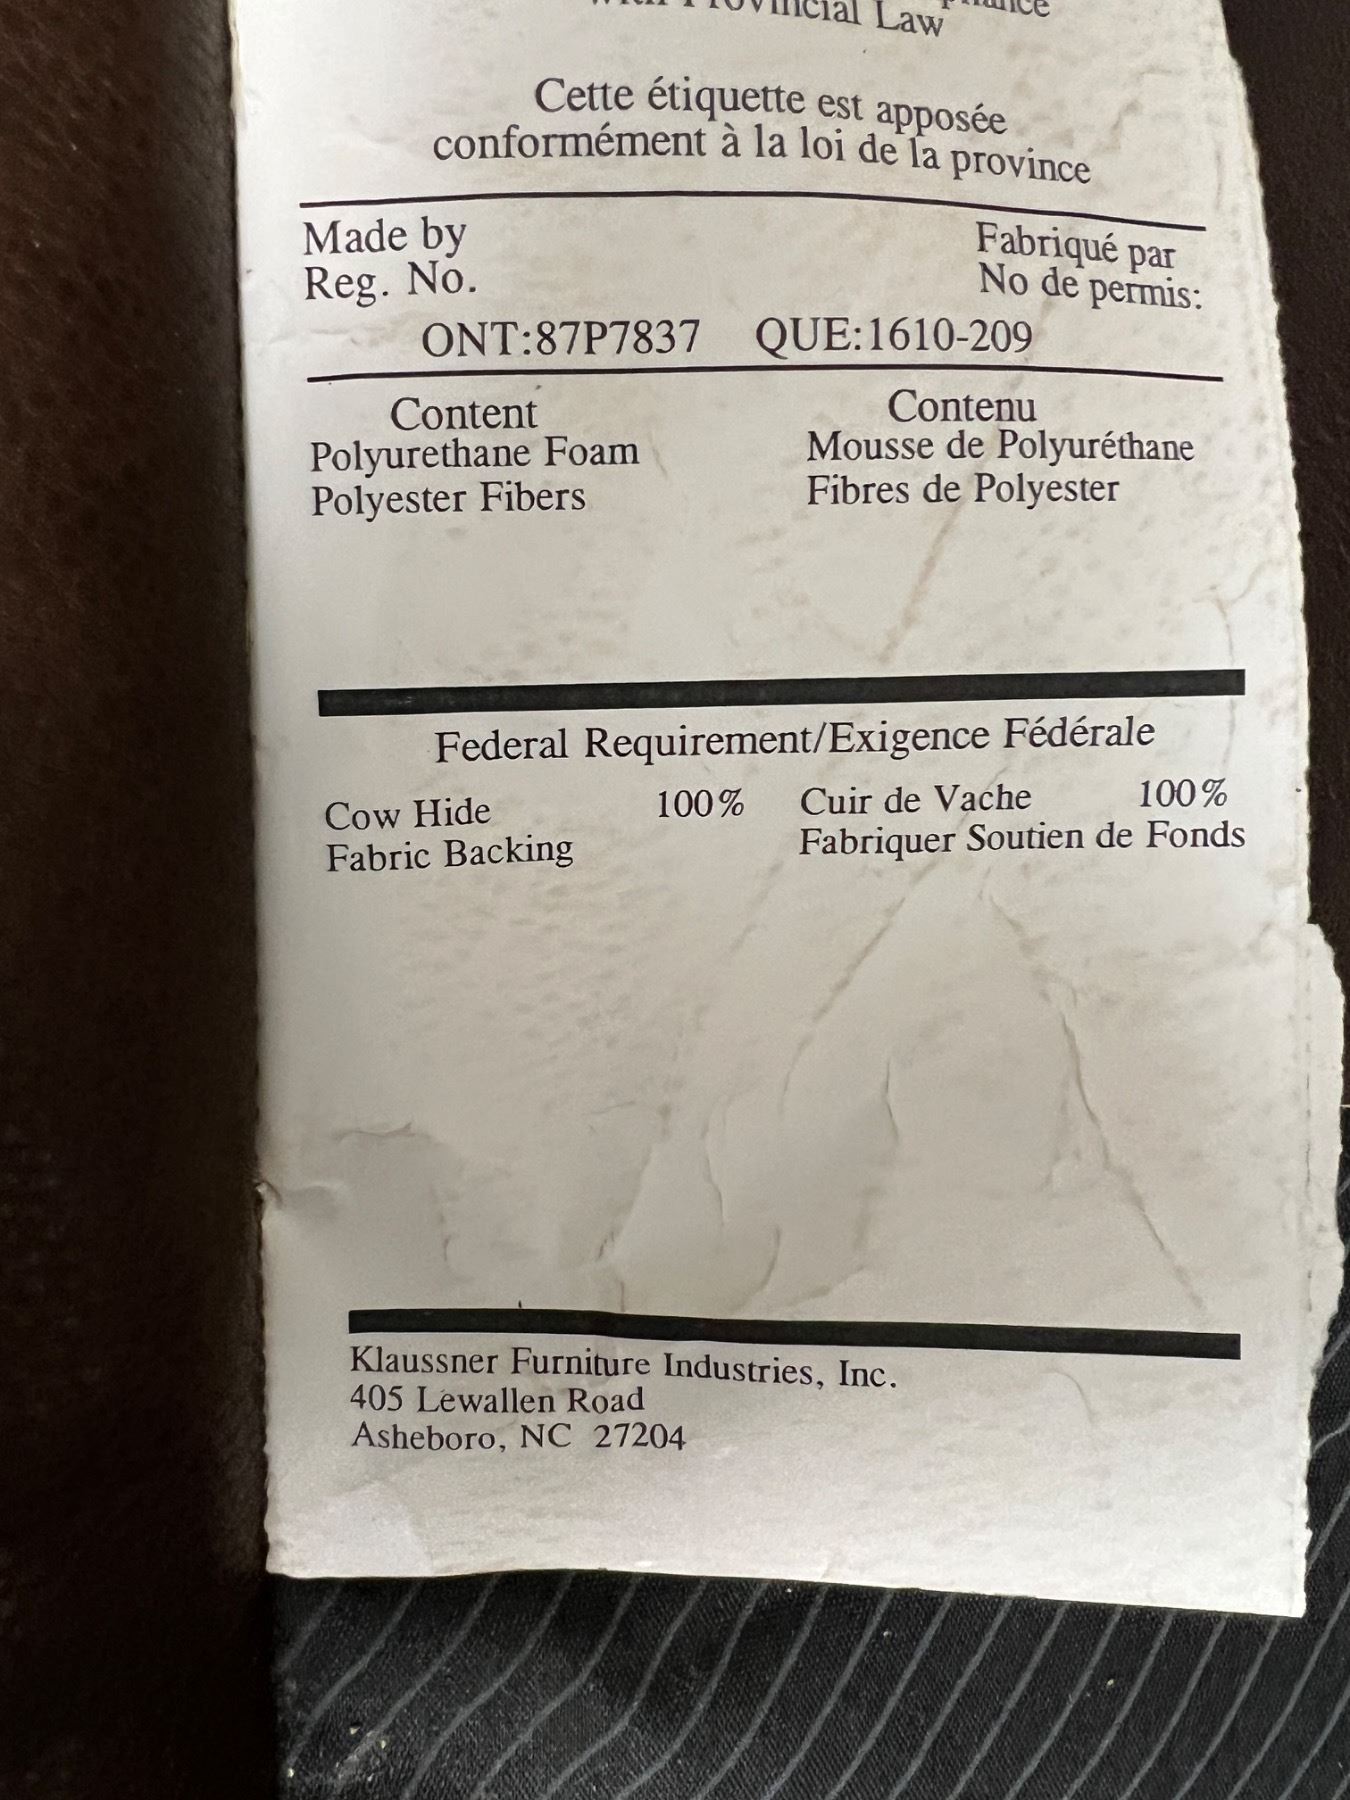 with Provincial Law
Cette étiquette est apposée
conformément à la loi de la province
Made by Fabriqué par
Reg. No. No de permis:
ONT:87P7837 QUE:1610-209
Content Contenu
Polyurethane Foam Mousse de Polyuréthane
Polyester Fibers Fibres de Polyester
Federal Requirement/Exigence Fédérale
Cow Hide 100% Cuir de Vache 100%
Fabric Backing Fabriquer Soutien de Fonds
Klaussner Furniture Industries, Inc.
405 Lewallen Road
Asheboro, NC 27204